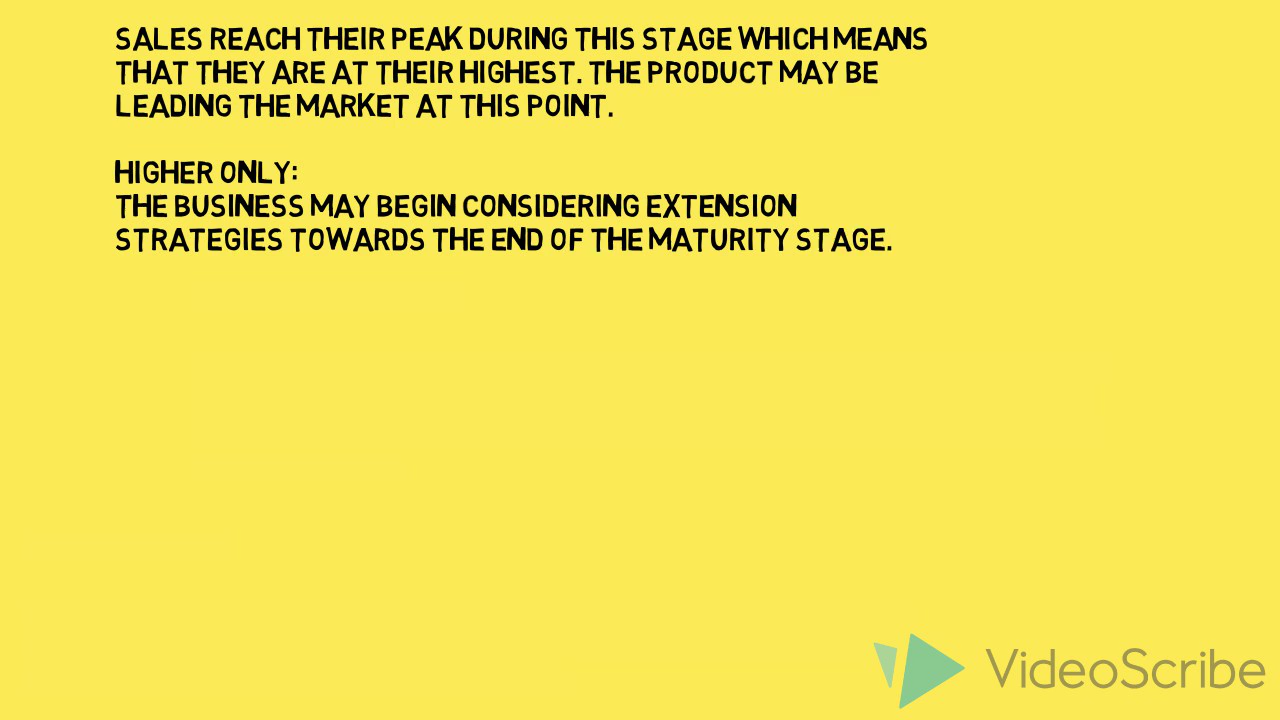 SALES REACH THEIR PEAK DURING THIS STAGE WHICH MEANS
THAT THEY ARE AT THEIR HIGHEST. THE PRODUCT MAY BE
LEADING THE MARKET AT THIS POINT.
HIGHER ONLY:
THE BUSINESS MAY BEGIN CONSIDERING EXTENSION
STRATEGIES TOWARDS THE END OF THE MATURITY STAGE.
VideoScribe